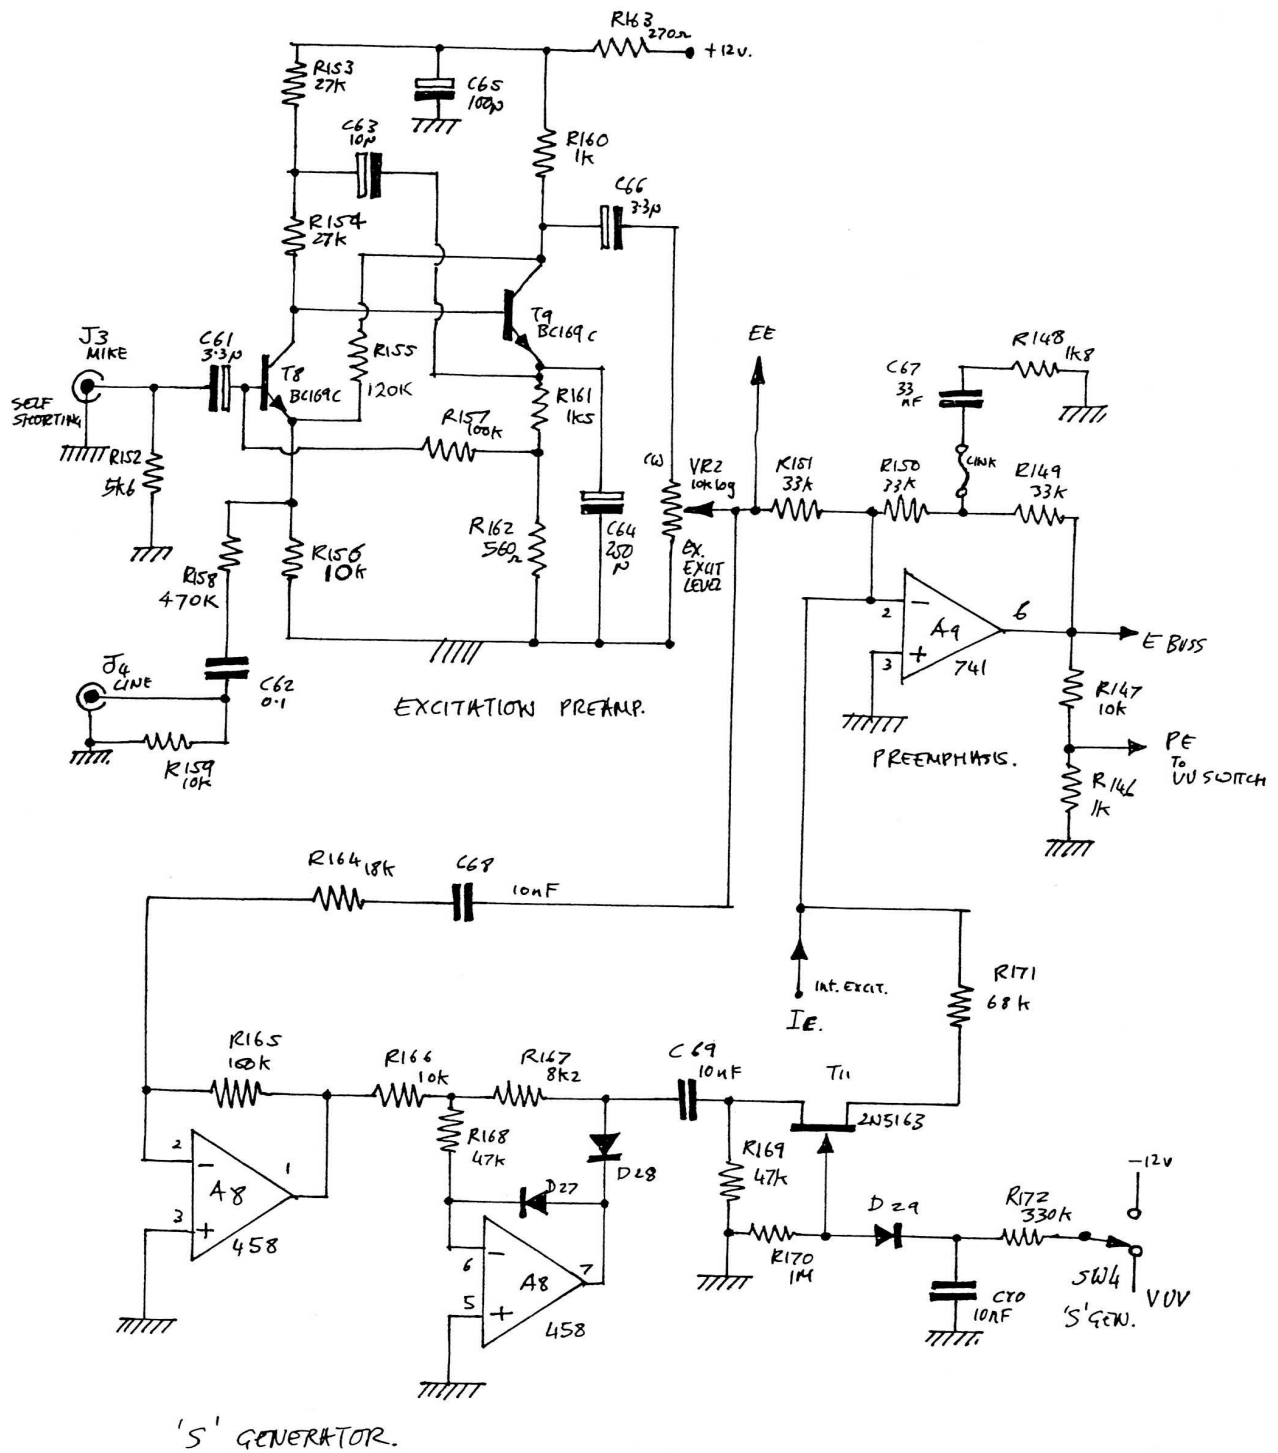 R163
270Ω
+12v.
R153
27K
C65
100µ
C63
10µ
R160
1K
C66
3.3µ
R154
27K
J3
MIKE
C61
3.3µ
T8
BC169C
R155
120K
T9
BC169C
EE
R148
1k8
C67
33
nF
SELF
SHORTING
R152
5k6
R157
100K
R161
1K5
CW
VR2
10K log
R151
33K
R150
33K
LINK
R149
33K
R158
470K
R156
10K
R162
560Ω
C64
250
µ
EX.
EXCIT
LEVEL
2
−
A9
6
3
+
741
E BUSS
J4
LINE
C62
0.1
EXCITATION PREAMP.
R147
10K
R159
10K
PREEMPHASIS.
PE
To
VU SWITCH
R146
1K
R164 18K
C68
10nF
Int. EXCIT.
IE.
R171
68K
R165
100K
R166
10K
R167
8K2
C69
10nF
T11
2N5163
R168
47K
D28
R169
47K
2
−
1
A8
3
+
458
D27
6
−
A8
7
5
+
458
R170
1M
D29
R172
330K
−12v
C70
10nF
SW4
'S' GEN.
VUV
'S' GENERATOR.